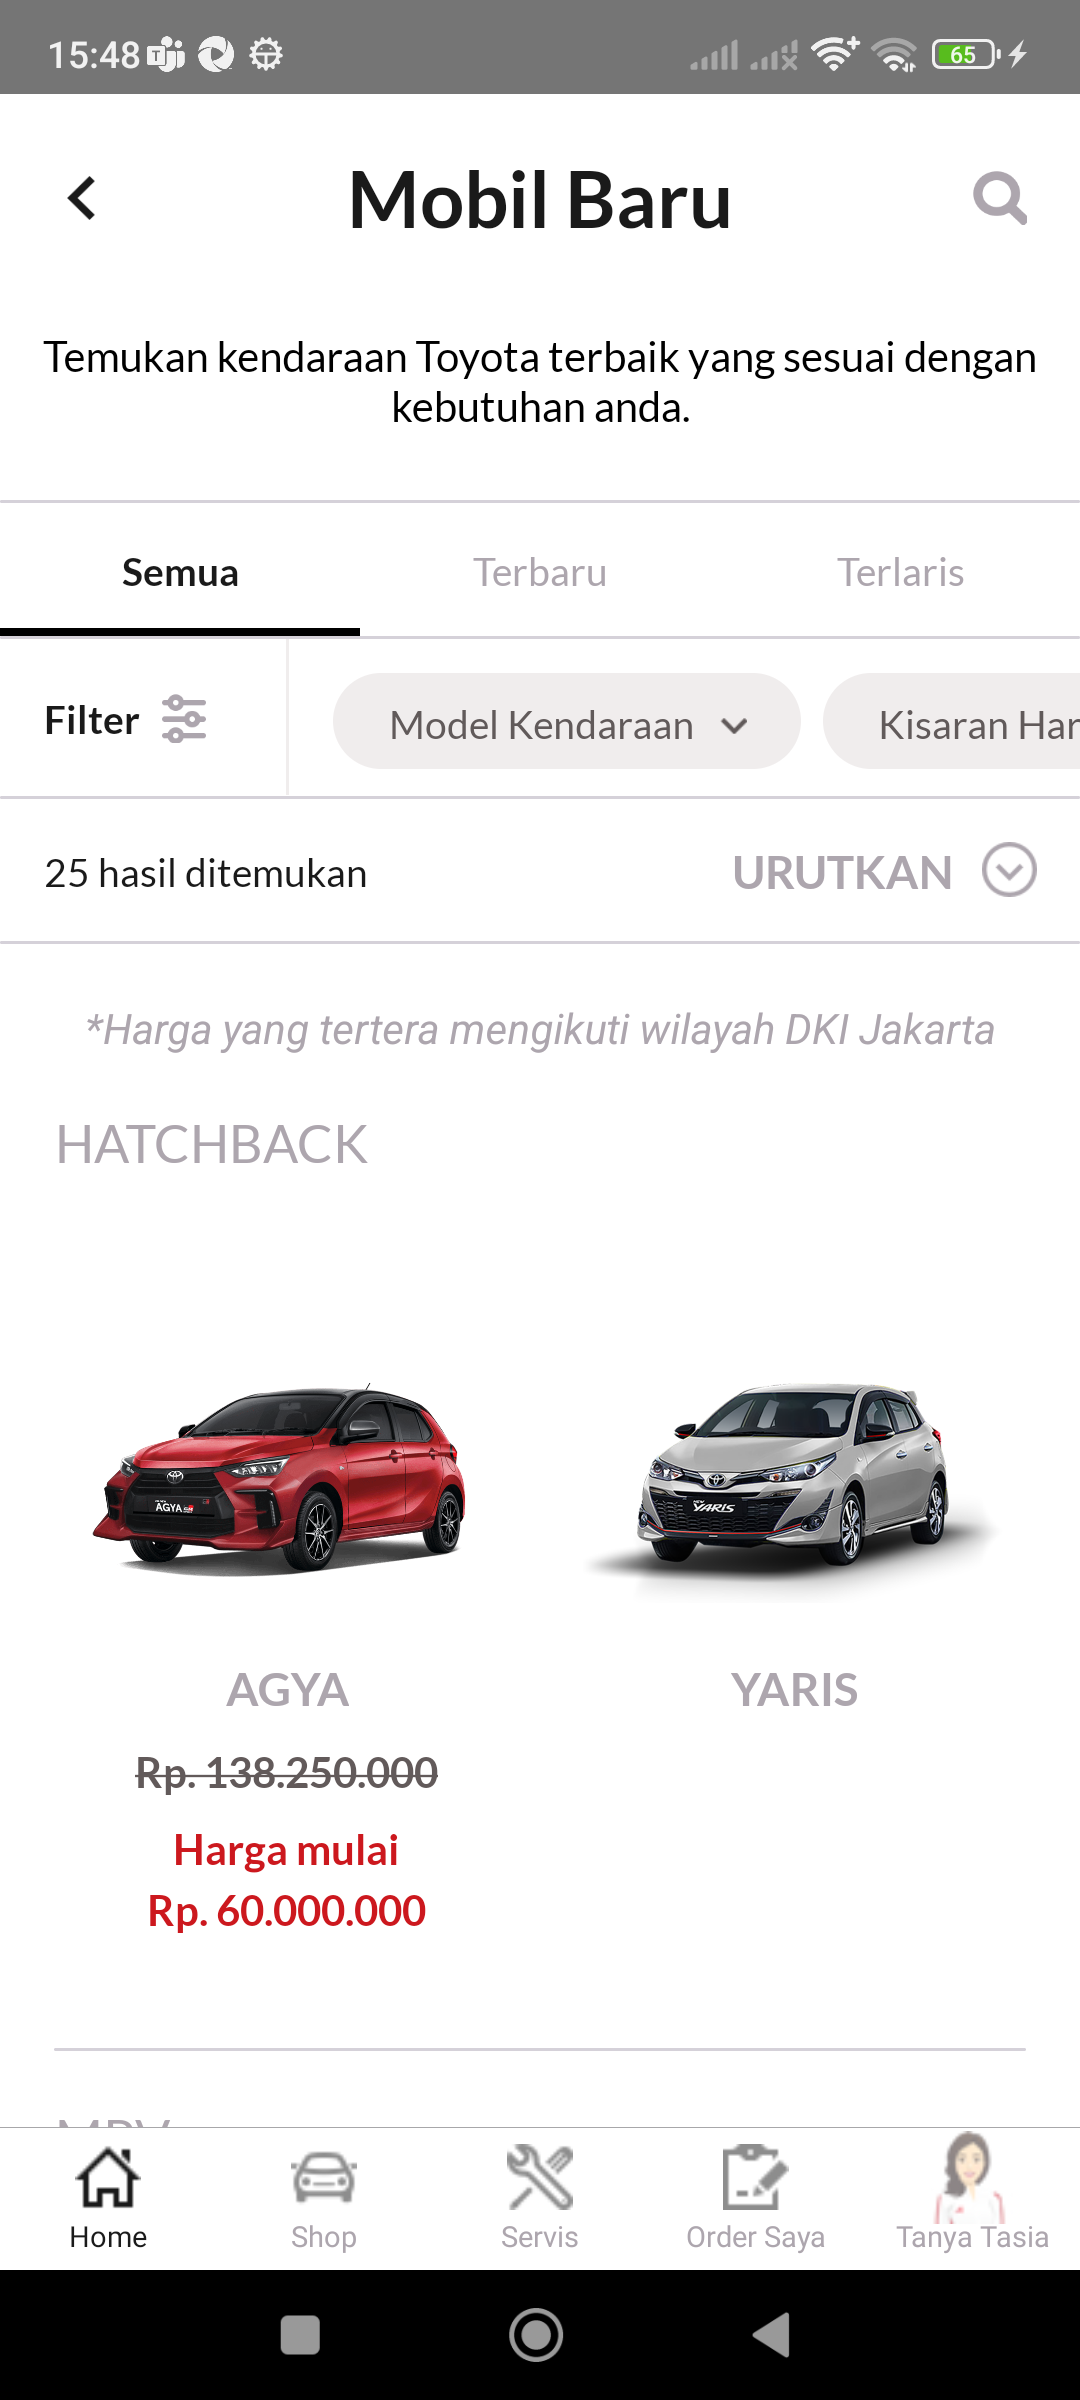 15:48
65
Mobil Baru
Temukan kendaraan Toyota terbaik yang sesuai dengan
kebutuhan anda.
Semua
Terbaru
Terlaris
Filter
Model Kendaraan
Kisaran Har
25 hasil ditemukan
URUTKAN
*Harga yang tertera mengikuti wilayah DKI Jakarta
HATCHBACK
AGYA
YARIS
AGYA
YARIS
Rp. 138.250.000
Harga mulai
Rp. 60.000.000
MPV
Home
Shop
Servis
Order Saya
Tanya Tasia